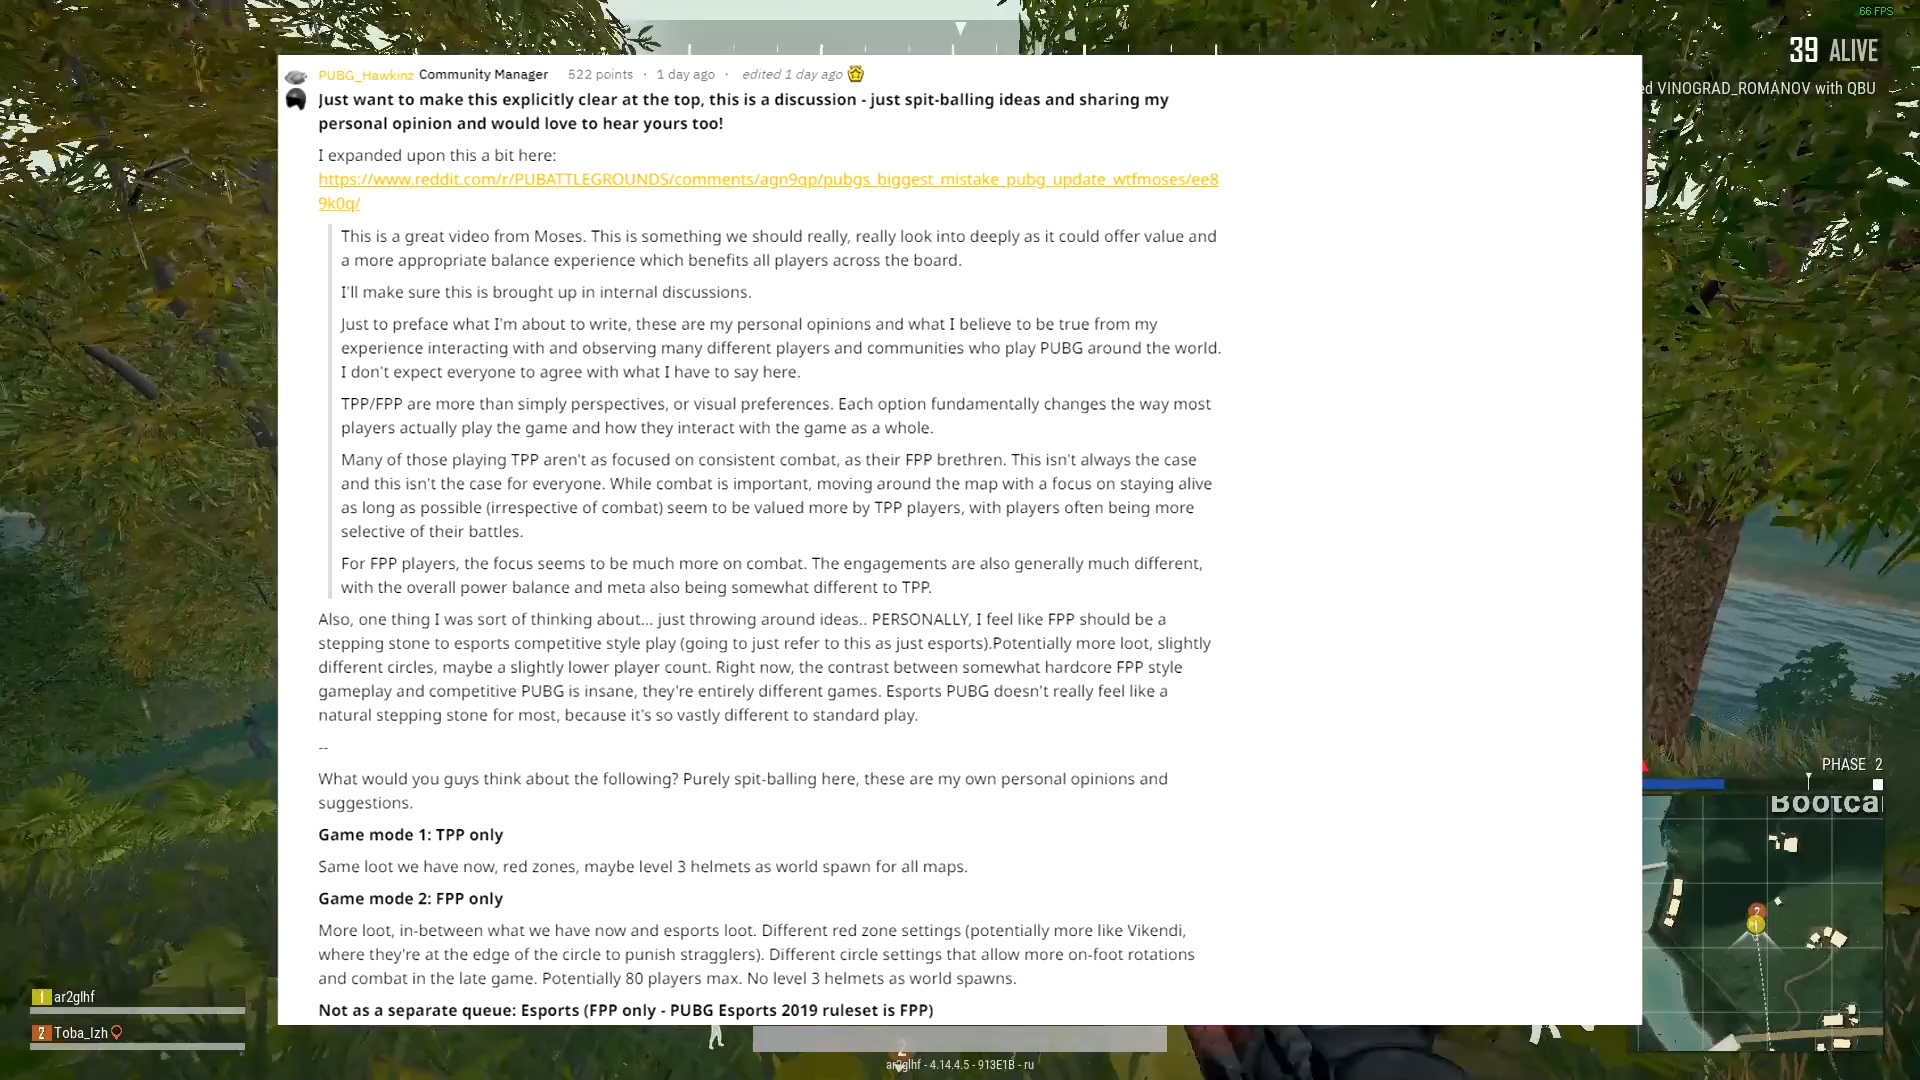 66 FPS
39 ALIVE
ed VINOGRAD_ROMANOV with QBU
PUBG_Hawkinz Community Manager 522 points · 1 day ago · edited 1 day ago
Just want to make this explicitly clear at the top, this is a discussion - just spit-balling ideas and sharing my
personal opinion and would love to hear yours too!
I expanded upon this a bit here:
https://www.reddit.com/r/PUBATTLEGROUNDS/comments/agn9qp/pubgs_biggest_mistake_pubg_update_wtfmoses/ee8
9k0q/
This is a great video from Moses. This is something we should really, really look into deeply as it could offer value and
a more appropriate balance experience which benefits all players across the board.
I'll make sure this is brought up in internal discussions.
Just to preface what I'm about to write, these are my personal opinions and what I believe to be true from my
experience interacting with and observing many different players and communities who play PUBG around the world.
I don't expect everyone to agree with what I have to say here.
TPP/FPP are more than simply perspectives, or visual preferences. Each option fundamentally changes the way most
players actually play the game and how they interact with the game as a whole.
Many of those playing TPP aren't as focused on consistent combat, as their FPP brethren. This isn't always the case
and this isn't the case for everyone. While combat is important, moving around the map with a focus on staying alive
as long as possible (irrespective of combat) seem to be valued more by TPP players, with players often being more
selective of their battles.
For FPP players, the focus seems to be much more on combat. The engagements are also generally much different,
with the overall power balance and meta also being somewhat different to TPP.
Also, one thing I was sort of thinking about... just throwing around ideas.. PERSONALLY, I feel like FPP should be a
stepping stone to esports competitive style play (going to just refer to this as just esports).Potentially more loot, slightly
different circles, maybe a slightly lower player count. Right now, the contrast between somewhat hardcore FPP style
gameplay and competitive PUBG is insane, they're entirely different games. Esports PUBG doesn't really feel like a
natural stepping stone for most, because it's so vastly different to standard play.
--
What would you guys think about the following? Purely spit-balling here, these are my own personal opinions and
suggestions.
Game mode 1: TPP only
Same loot we have now, red zones, maybe level 3 helmets as world spawn for all maps.
Game mode 2: FPP only
More loot, in-between what we have now and esports loot. Different red zone settings (potentially more like Vikendi,
where they're at the edge of the circle to punish stragglers). Different circle settings that allow more on-foot rotations
and combat in the late game. Potentially 80 players max. No level 3 helmets as world spawns.
Not as a separate queue: Esports (FPP only - PUBG Esports 2019 ruleset is FPP)
PHASE 2
Bootca
2
1
1 ar2glhf
2 Toba_Izh
2
ar2glhf - 4.14.4.5 - 913E1B - ru